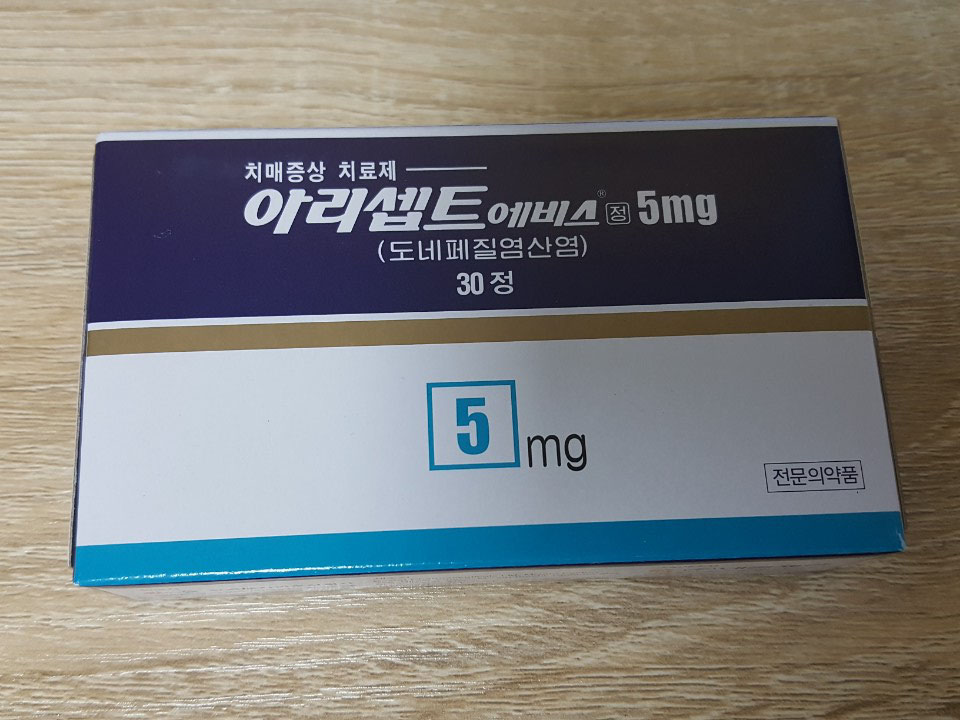 치매증상 치료제
아리셉트 에비스® 정 5mg
(도네페질염산염)
30 정
5 mg
전문의약품